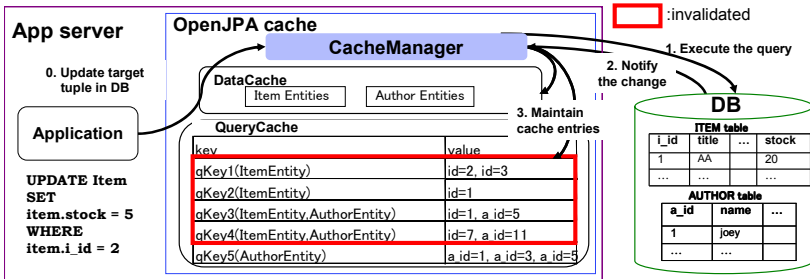 :invalidated
App server
OpenJPA cache
CacheManager
1. Execute the query
0. Update target
tuple in DB
2. Notify
the change
DataCache
Item Entities
Author Entities
3. Maintain
cache entries
DB
Application
QueryCache
key value
qKey1(ItemEntity) id=2, id=3
qKey2(ItemEntity) id=1
qKey3(ItemEntity,AuthorEntity) id=1, a_id=5
qKey4(ItemEntity,AuthorEntity) id=7, a_id=11
qKey5(AuthorEntity) a_id=1, a_id=3, a_id=5
UPDATE Item
SET
item.stock = 5
WHERE
item.i_id = 2
ITEM table
i_id title ... stock
1 AA 20
... ... ...
AUTHOR table
a_id name ...
1 joey
... ...